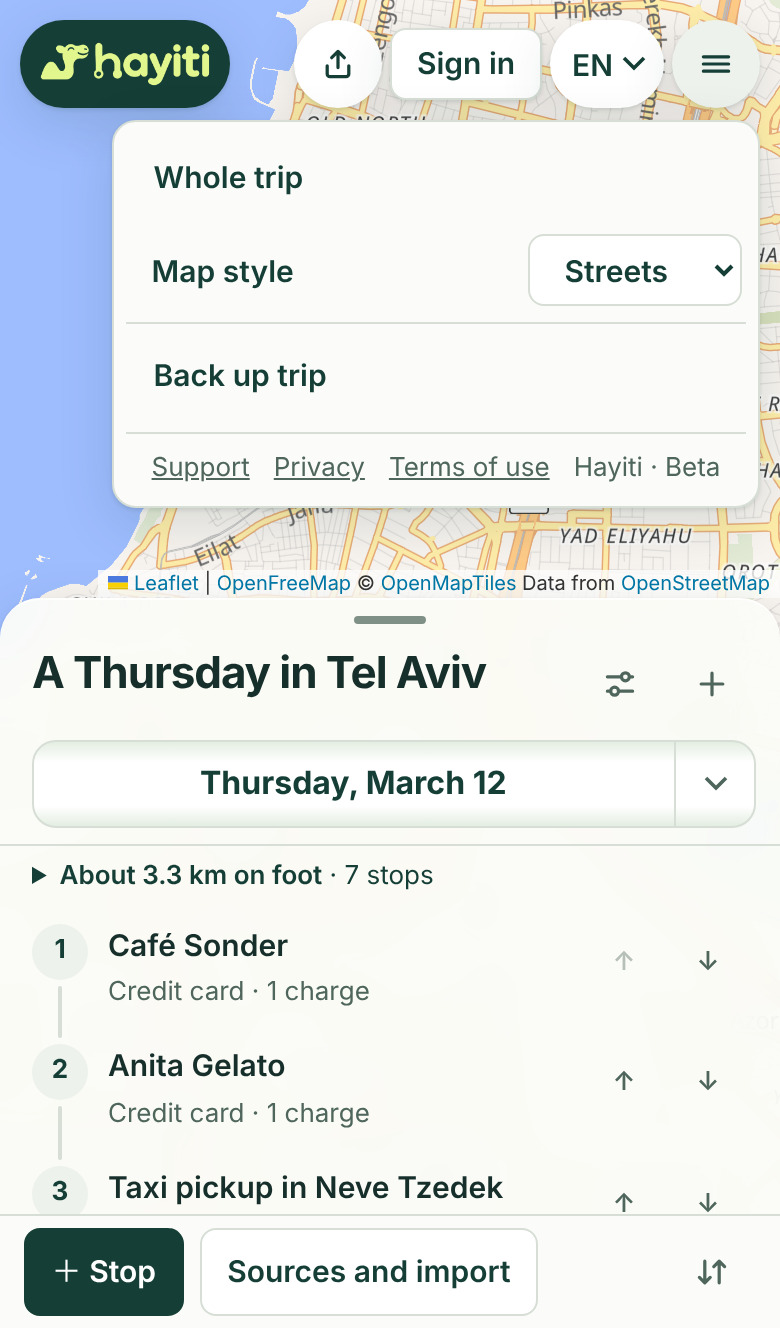 Pinkas
hayiti
Sign in
EN
Whole trip
Map style
Streets
Back up trip
Support Privacy Terms of use Hayiti · Beta
Eilat
YAD ELIYAHU
Leaflet | OpenFreeMap © OpenMapTiles Data from OpenStreetMap
A Thursday in Tel Aviv
Thursday, March 12
About 3.3 km on foot · 7 stops
1
Café Sonder
Credit card · 1 charge
2
Anita Gelato
Credit card · 1 charge
3
Taxi pickup in Neve Tzedek
+ Stop
Sources and import